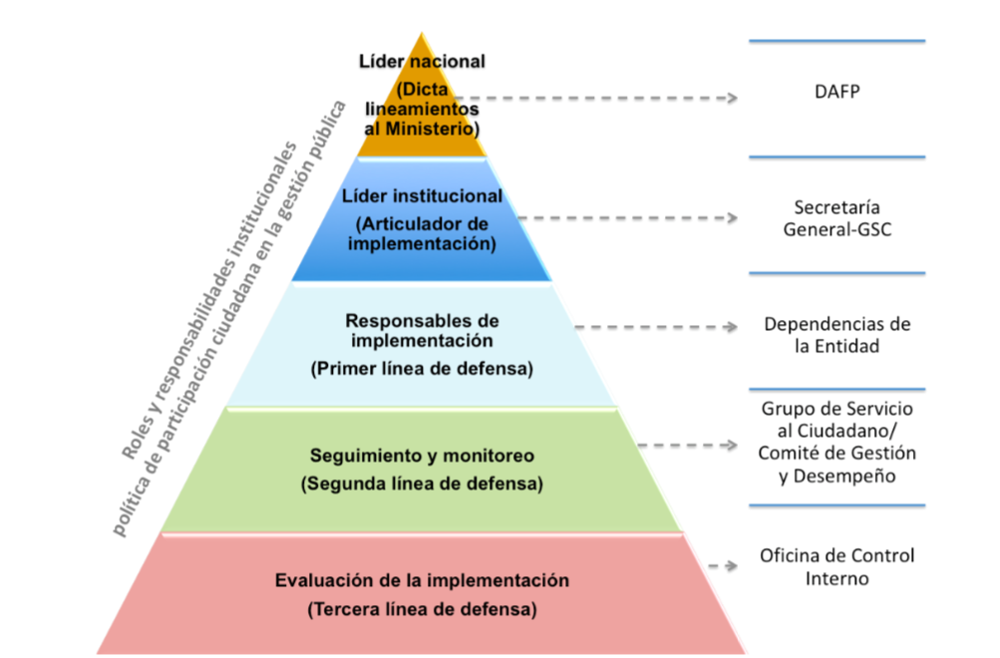 Líder nacional
(Dicta
lineamientos
al Ministerio)
DAFP
Líder institucional
(Articulador de
implementación)
Secretaría
General-GSC
Responsables de
implementación
(Primer línea de defensa)
Dependencias de
la Entidad
Seguimiento y monitoreo
(Segunda línea de defensa)
Grupo de Servicio
al Ciudadano/
Comité de Gestión
y Desempeño
Evaluación de la implementación
(Tercera línea de defensa)
Oficina de Control
Interno
Roles y responsabilidades institucionales
política de participación ciudadana en la gestión pública